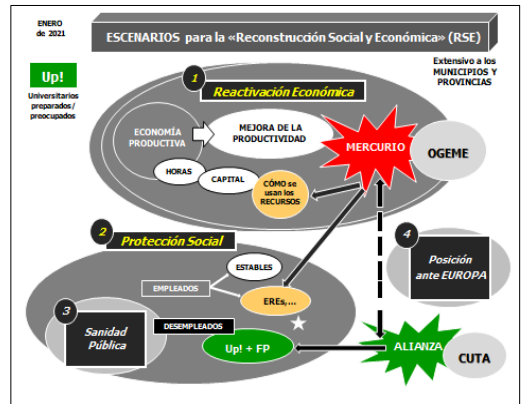 ENERO
de 2021
ESCENARIOS para la «Reconstrucción Social y Económica» (RSE)
Extensivo a los
MUNICIPIOS Y
PROVINCIAS
Up!
Universitarios
preparados/
preocupados
1
Reactivación Económica
ECONOMÍA
PRODUCTIVA
MEJORA DE LA
PRODUCTIVIDAD
MERCURIO
OGEME
HORAS
CAPITAL
CÓMO se
usan los
RECURSOS
2
Protección Social
4
Posición
ante EUROPA
ESTABLES
EMPLEADOS
EREs,...
3
Sanidad
Pública
DESEMPLEADOS
Up! + FP
ALIANZA
CUTA